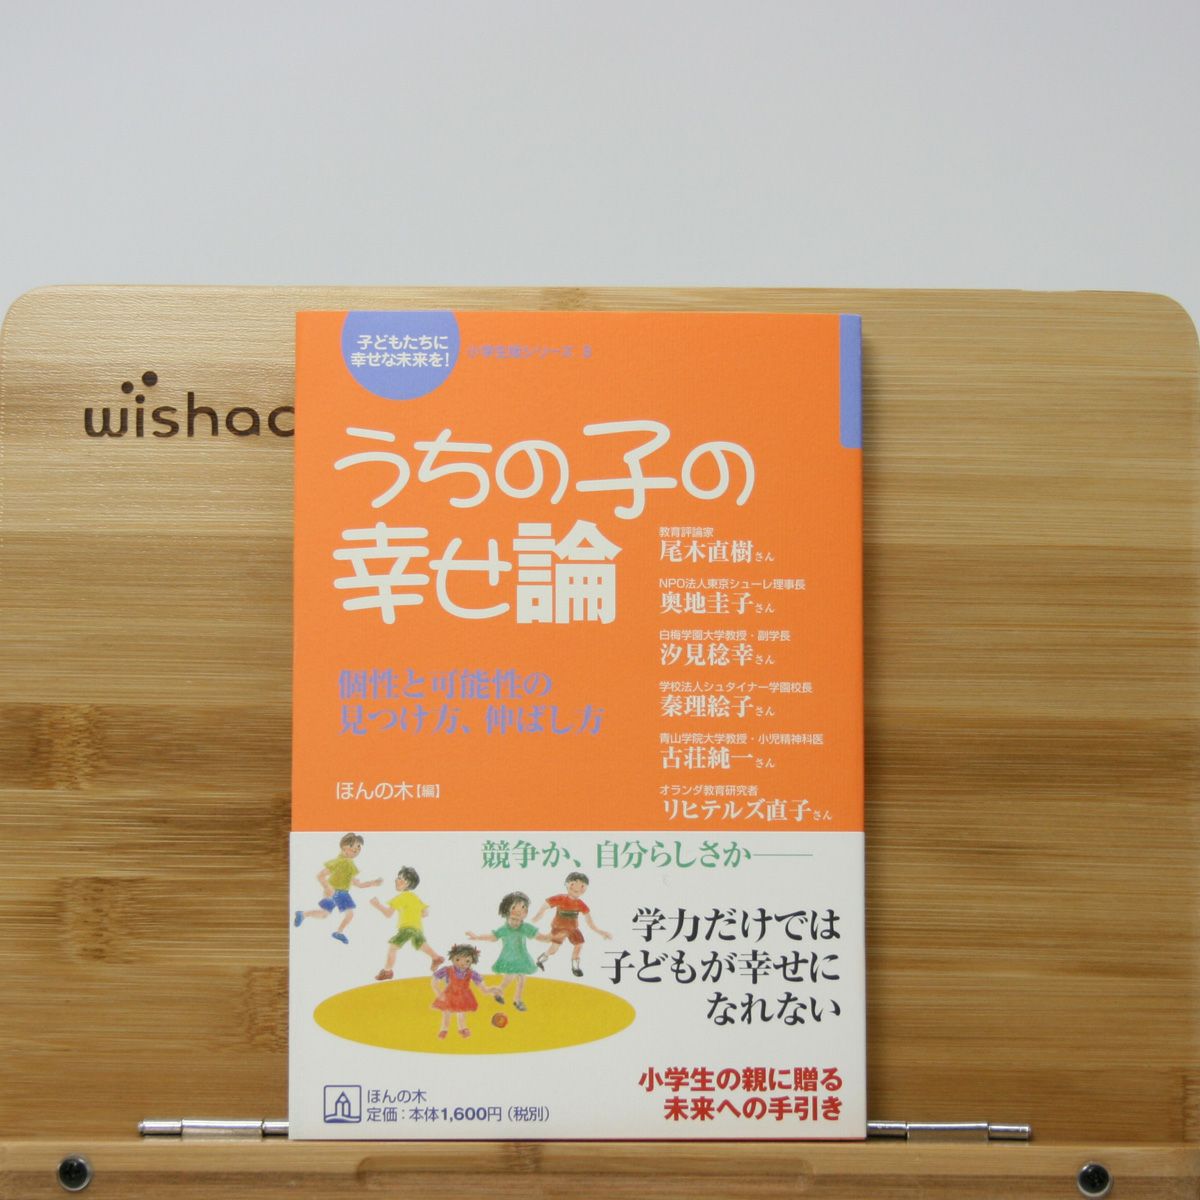 wishac
子どもたちに
幸せな未来を!
小学生版シリーズ 3
うちの子の
幸せ論
個性と可能性の
見つけ方、伸ばし方
ほんの木【編】
教育評論家
尾木直樹さん
NPO法人東京シューレ理事長
奥地圭子さん
白梅学園大学教授・副学長
汐見稔幸さん
学校法人シュタイナー学園校長
秦理絵子さん
青山学院大学教授・小児精神科医
古荘純一さん
オランダ教育研究者
リヒテルズ直子さん
競争か、自分らしさか――
学力だけでは
子どもが幸せに
なれない
小学生の親に贈る
未来への手引き
ほんの木
定価:本体1,600円(税別)